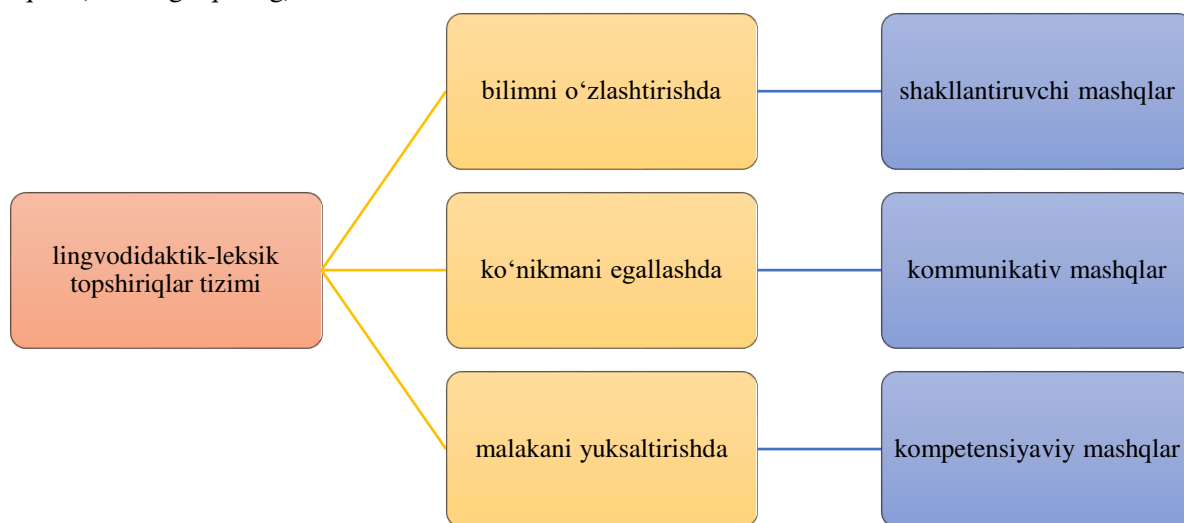 bilimni o‘zlashtirishda
shakllantiruvchi mashqlar
lingvodidaktik-leksik
topshiriqlar tizimi
ko‘nikmani egallashda
kommunikativ mashqlar
malakani yuksaltirishda
kompetensiyaviy mashqlar